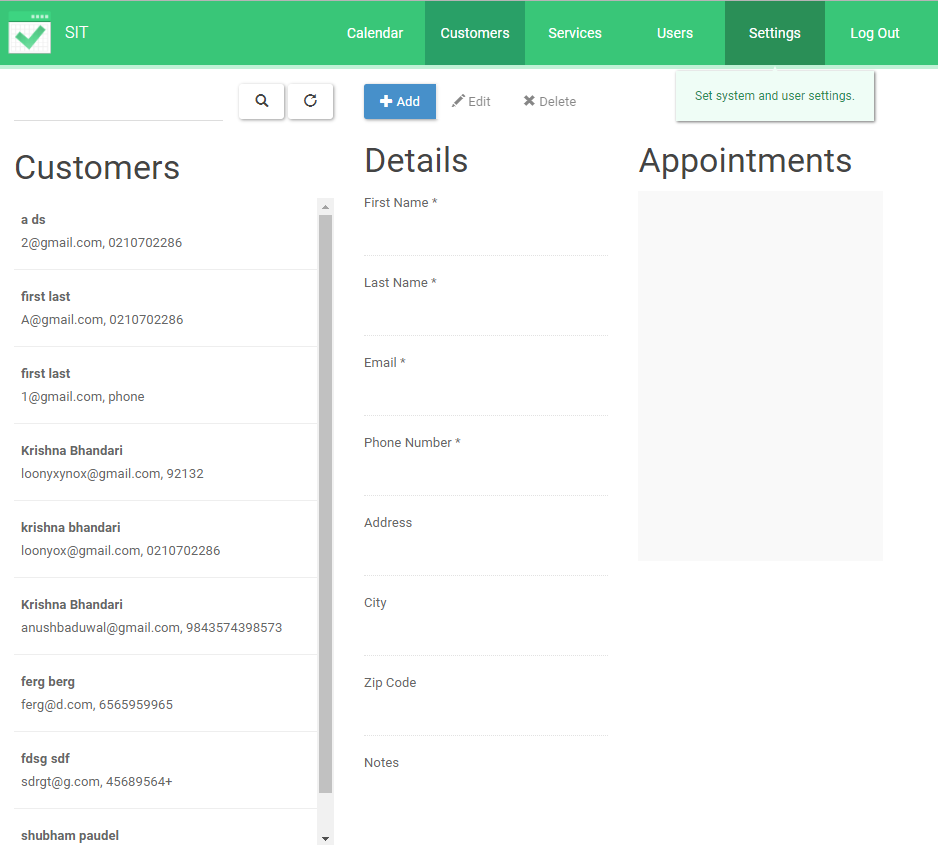 SIT
Calendar
Customers
Services
Users
Settings
Log Out
Set system and user settings.
Add
Edit
Delete
Customers
a ds
2@gmail.com, 0210702286
first last
A@gmail.com, 0210702286
first last
1@gmail.com, phone
Krishna Bhandari
loonyxynox@gmail.com, 92132
krishna bhandari
loonyox@gmail.com, 0210702286
Krishna Bhandari
anushbaduwal@gmail.com, 9843574398573
ferg berg
ferg@d.com, 6565959965
fdsg sdf
sdrgt@g.com, 45689564+
shubham paudel
Details
First Name *
Last Name *
Email *
Phone Number *
Address
City
Zip Code
Notes
Appointments